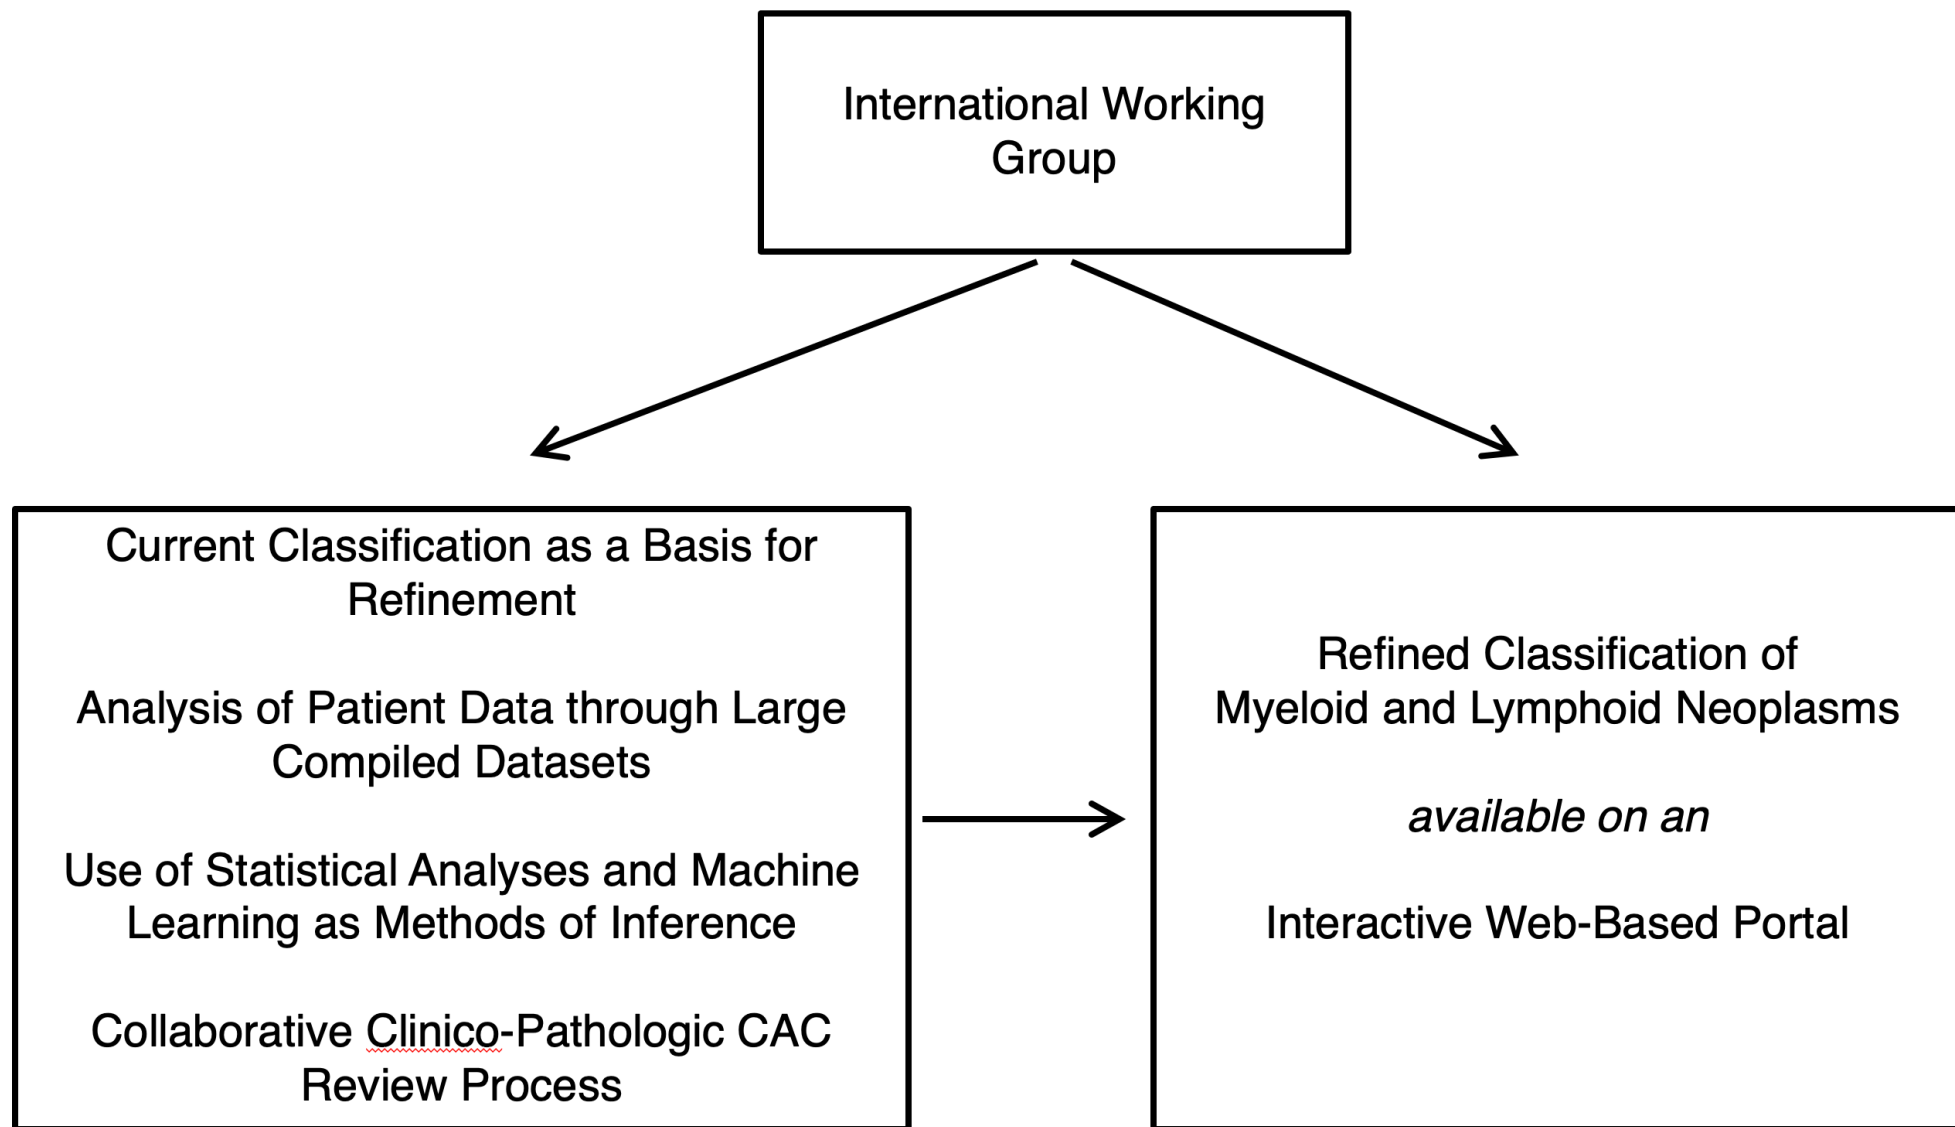 International Working
Group
Current Classification as a Basis for
Refinement
Analysis of Patient Data through Large
Compiled Datasets
Use of Statistical Analyses and Machine
Learning as Methods of Inference
Collaborative Clinico-Pathologic CAC
Review Process
Refined Classification of
Myeloid and Lymphoid Neoplasms
available on an
Interactive Web-Based Portal